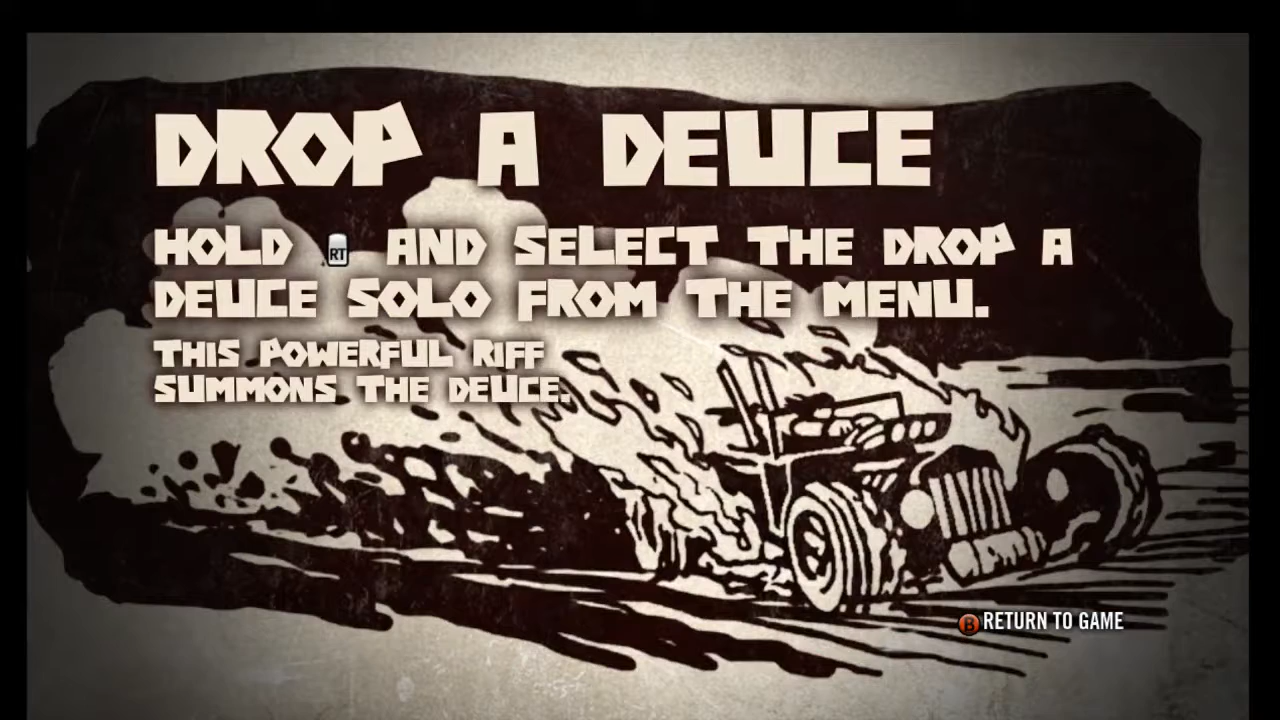 DROP A DEUCE
HOLD RT AND SELECT THE DROP A
DEUCE SOLO FROM THE MENU.
THIS POWERFUL RIFF
SUMMONS THE DEUCE.
B RETURN TO GAME